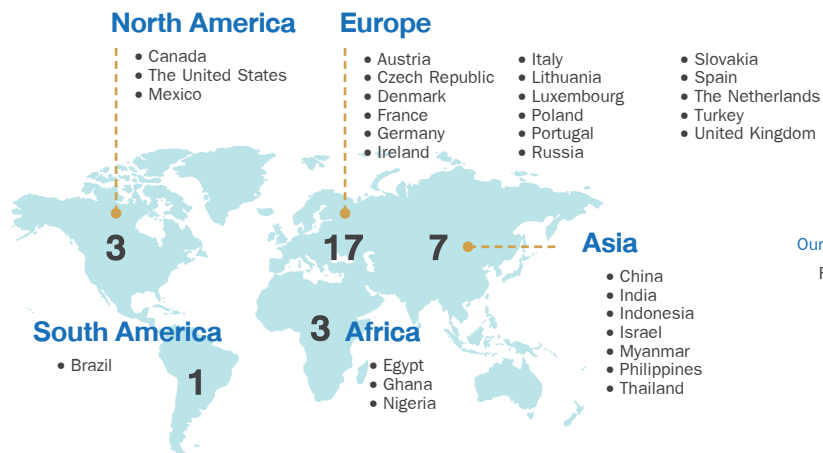 North America
• Canada
• The United States
• Mexico
Europe
• Austria
• Czech Republic
• Denmark
• France
• Germany
• Ireland
• Italy
• Lithuania
• Luxembourg
• Poland
• Portugal
• Russia
• Slovakia
• Spain
• The Netherlands
• Turkey
• United Kingdom
3
17
7
Asia
• China
• India
• Indonesia
• Israel
• Myanmar
• Philippines
• Thailand
Our
South America
• Brazil
1
3
Africa
• Egypt
• Ghana
• Nigeria